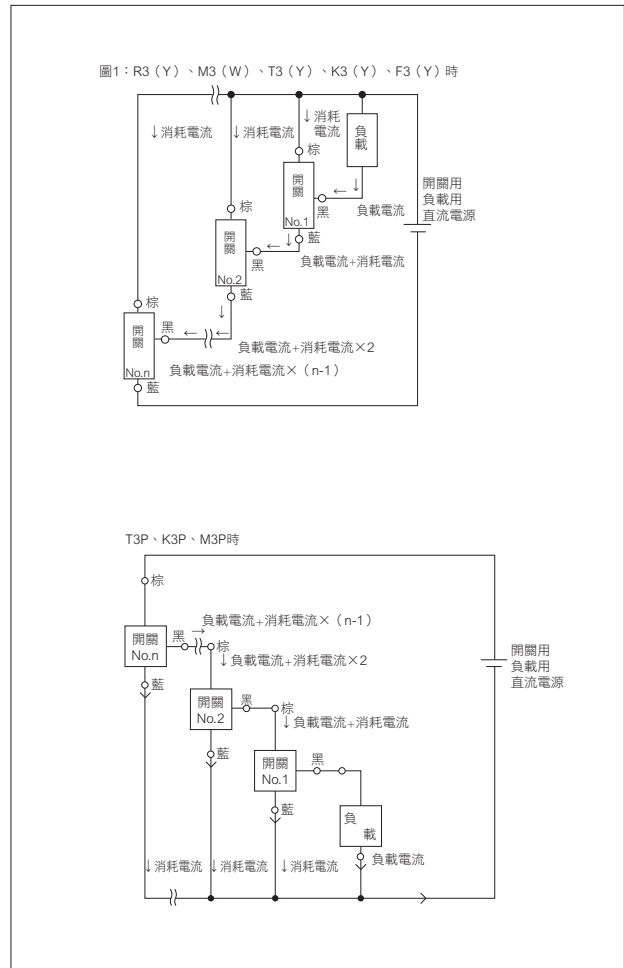 圖1：R3（Y）、M3（W）、T3（Y）、K3（Y）、F3（Y）時
↓消耗電流
↓消耗電流
↓消耗
電流
負
載
棕
開
關
No.1
黑
←
↓
負載電流
藍
開關用
負載用
直流電源
棕
開
關
No.2
黑
←
↓
負載電流+消耗電流
藍
↓
棕
開
關
No.n
黑
← ←
負載電流+消耗電流×2
負載電流+消耗電流×（n-1）
藍
T3P、K3P、M3P時
棕
開關
No.n
黑
→
負載電流+消耗電流×（n-1）
棕
↓負載電流+消耗電流×2
藍
開關
No.2
黑
棕
↓負載電流+消耗電流
藍
開關
No.1
黑
藍
負
載
↓消耗電流
↓消耗電流
↓消耗電流
負載電流
開關用
負載用
直流電源